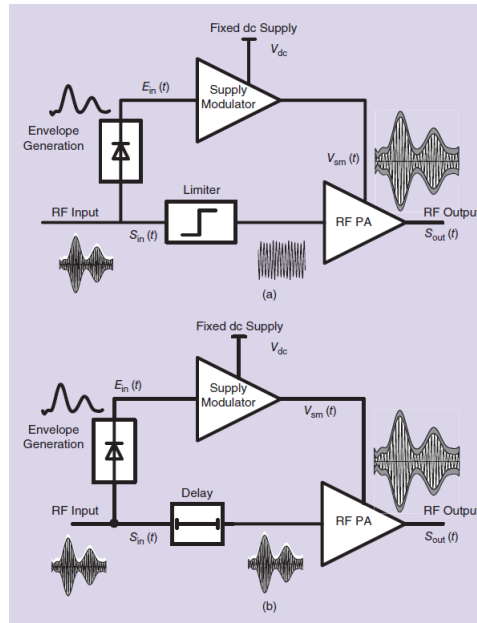 Fixed dc Supply
V_dc
E_in (t)
Supply
Modulator
Envelope
Generation
V_sm (t)
Limiter
RF Input
RF PA
RF Output
S_in (t)
S_out (t)
(a)
Fixed dc Supply
V_dc
E_in (t)
Supply
Modulator
V_sm (t)
Envelope
Generation
Delay
RF Input
RF PA
RF Output
S_in (t)
S_out (t)
(b)